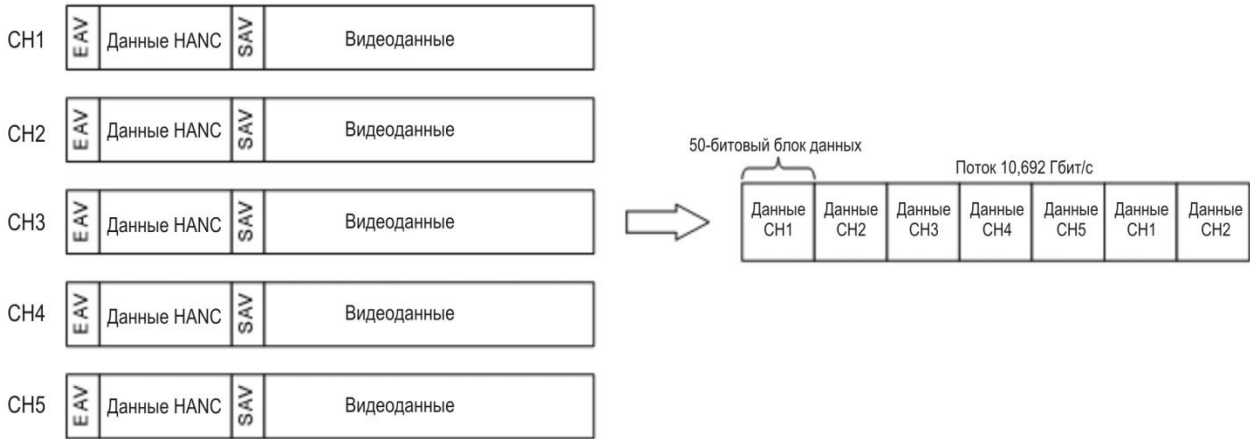 CH1 EAV Данные HANC SAV Видеоданные
CH2 EAV Данные HANC SAV Видеоданные
CH3 EAV Данные HANC SAV Видеоданные
CH4 EAV Данные HANC SAV Видеоданные
CH5 EAV Данные HANC SAV Видеоданные
50-битовый блок данных
Поток 10,692 Гбит/с
Данные CH1
Данные CH2
Данные CH3
Данные CH4
Данные CH5
Данные CH1
Данные CH2